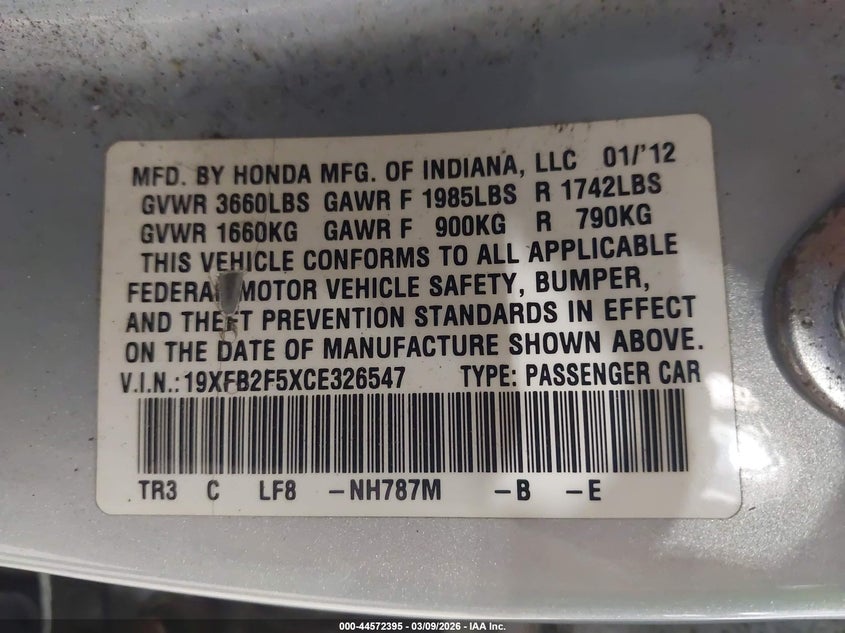 MFD. BY HONDA MFG. OF INDIANA, LLC 01/'12
GVWR 3660LBS GAWR F 1985LBS R 1742LBS
GVWR 1660KG GAWR F 900KG R 790KG
THIS VEHICLE CONFORMS TO ALL APPLICABLE
FEDERAL MOTOR VEHICLE SAFETY, BUMPER,
AND THEFT PREVENTION STANDARDS IN EFFECT
ON THE DATE OF MANUFACTURE SHOWN ABOVE.
V.I.N.:19XFB2F5XCE326547 TYPE: PASSENGER CAR
TR3 C LF8 -NH787M -B -E
000-44572395 - 03/09/2026 - IAA Inc.